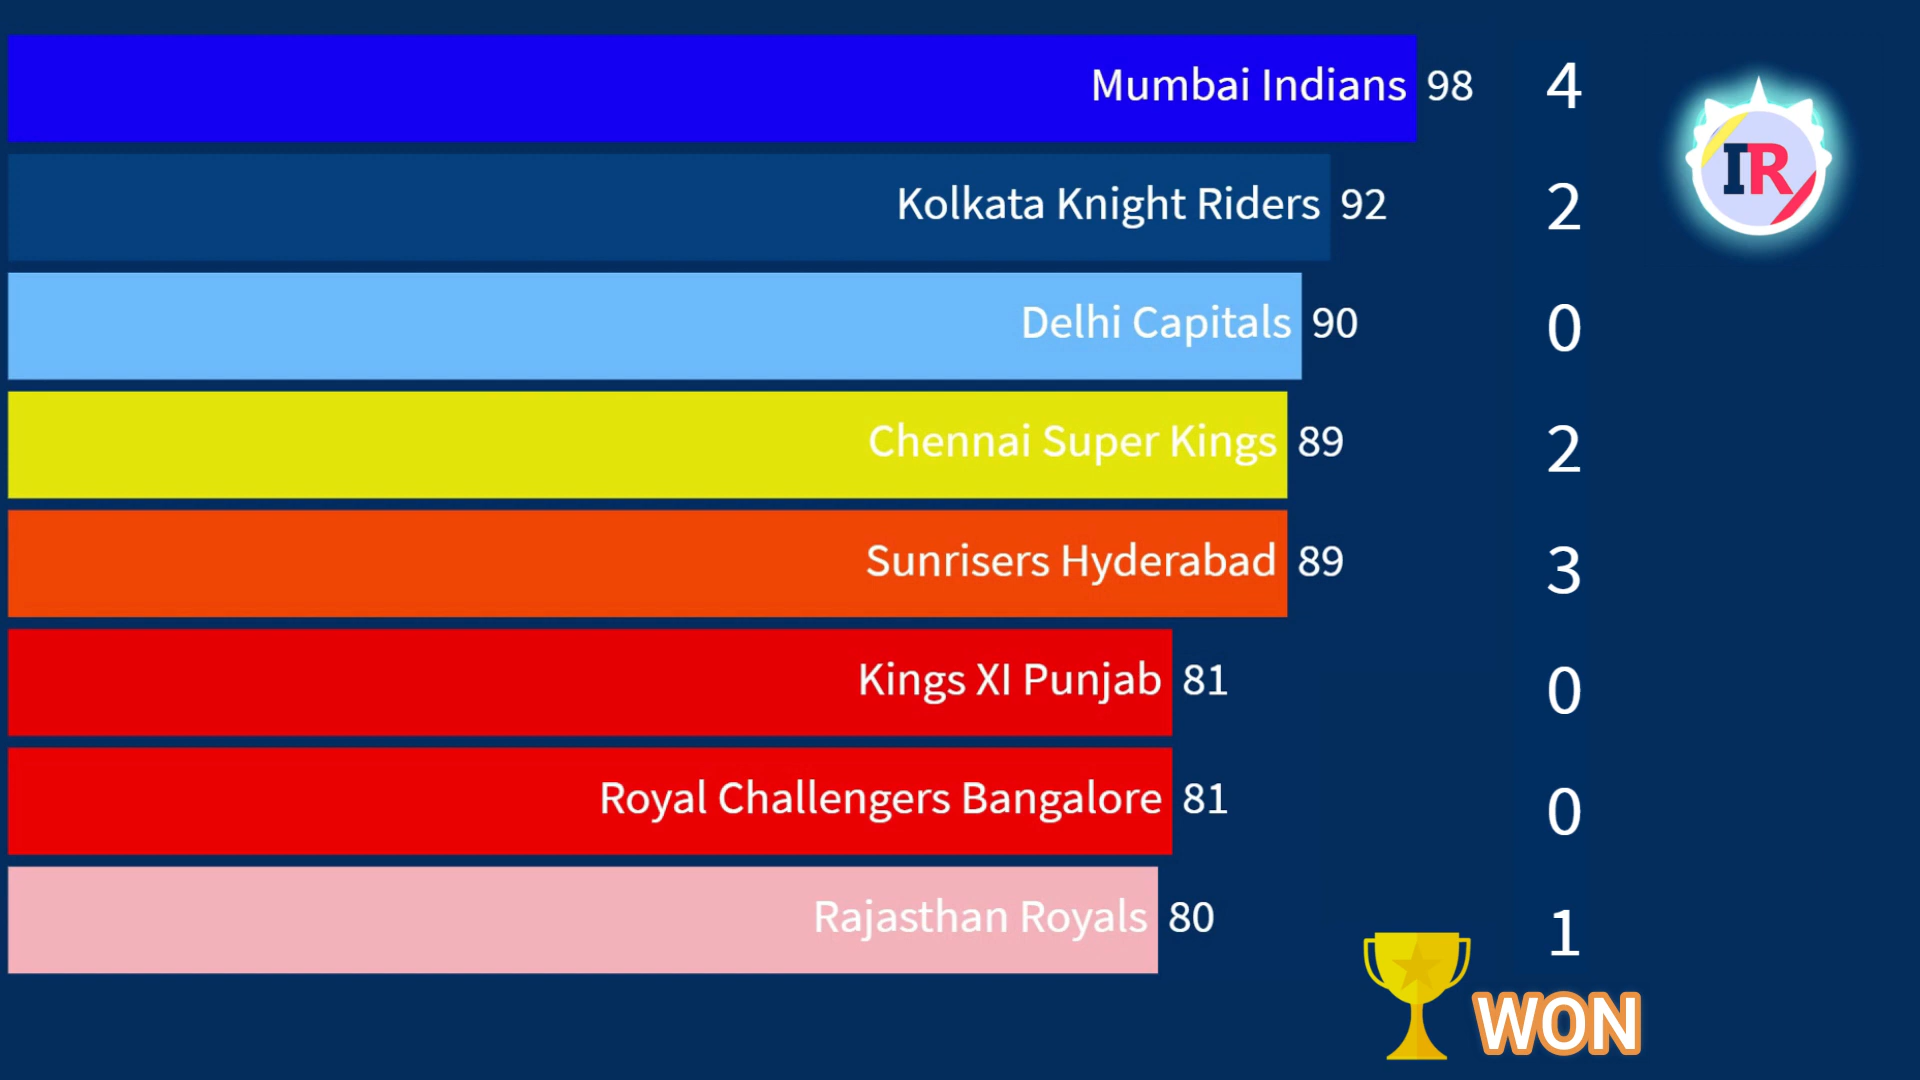 Mumbai Indians 98 4
IR
Kolkata Knight Riders 92 2
Delhi Capitals 90 0
Chennai Super Kings 89 2
Sunrisers Hyderabad 89 3
Kings XI Punjab 81 0
Royal Challengers Bangalore 81 0
Rajasthan Royals 80 1
WON